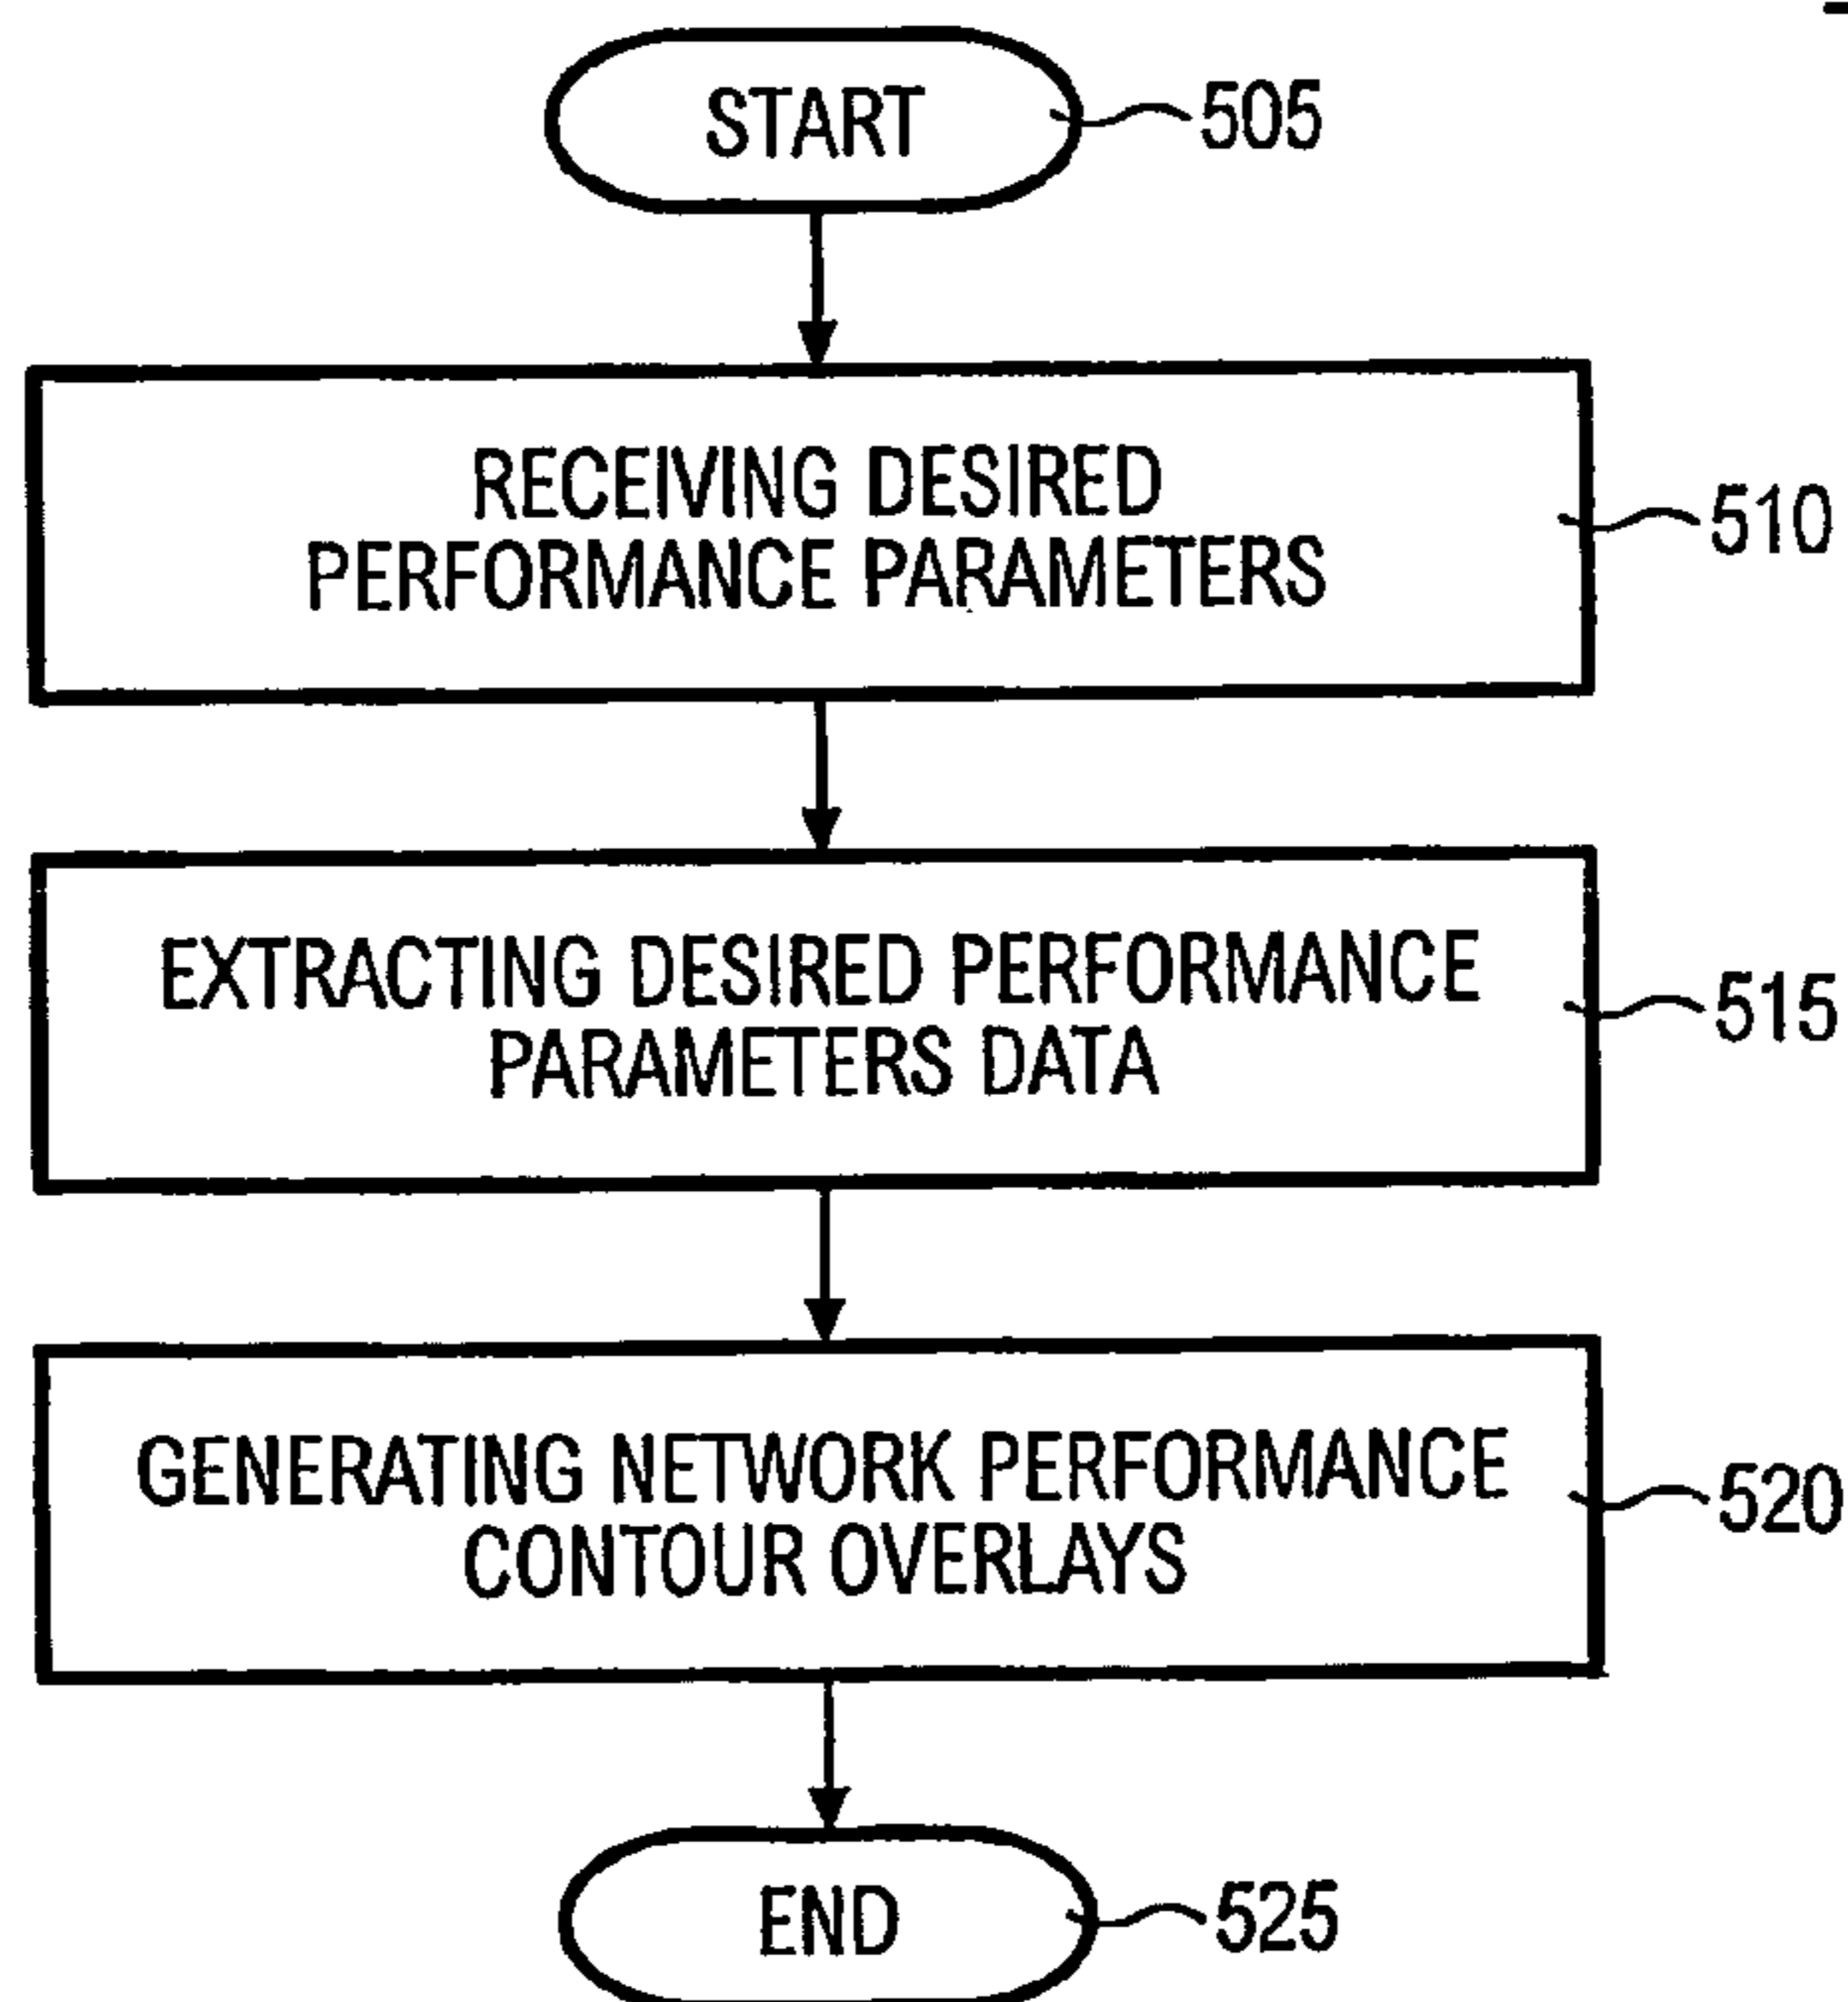 START
505
RECEIVING DESIRED
PERFORMANCE PARAMETERS
510
EXTRACTING DESIRED PERFORMANCE
PARAMETERS DATA
515
GENERATING NETWORK PERFORMANCE
CONTOUR OVERLAYS
520
END
525